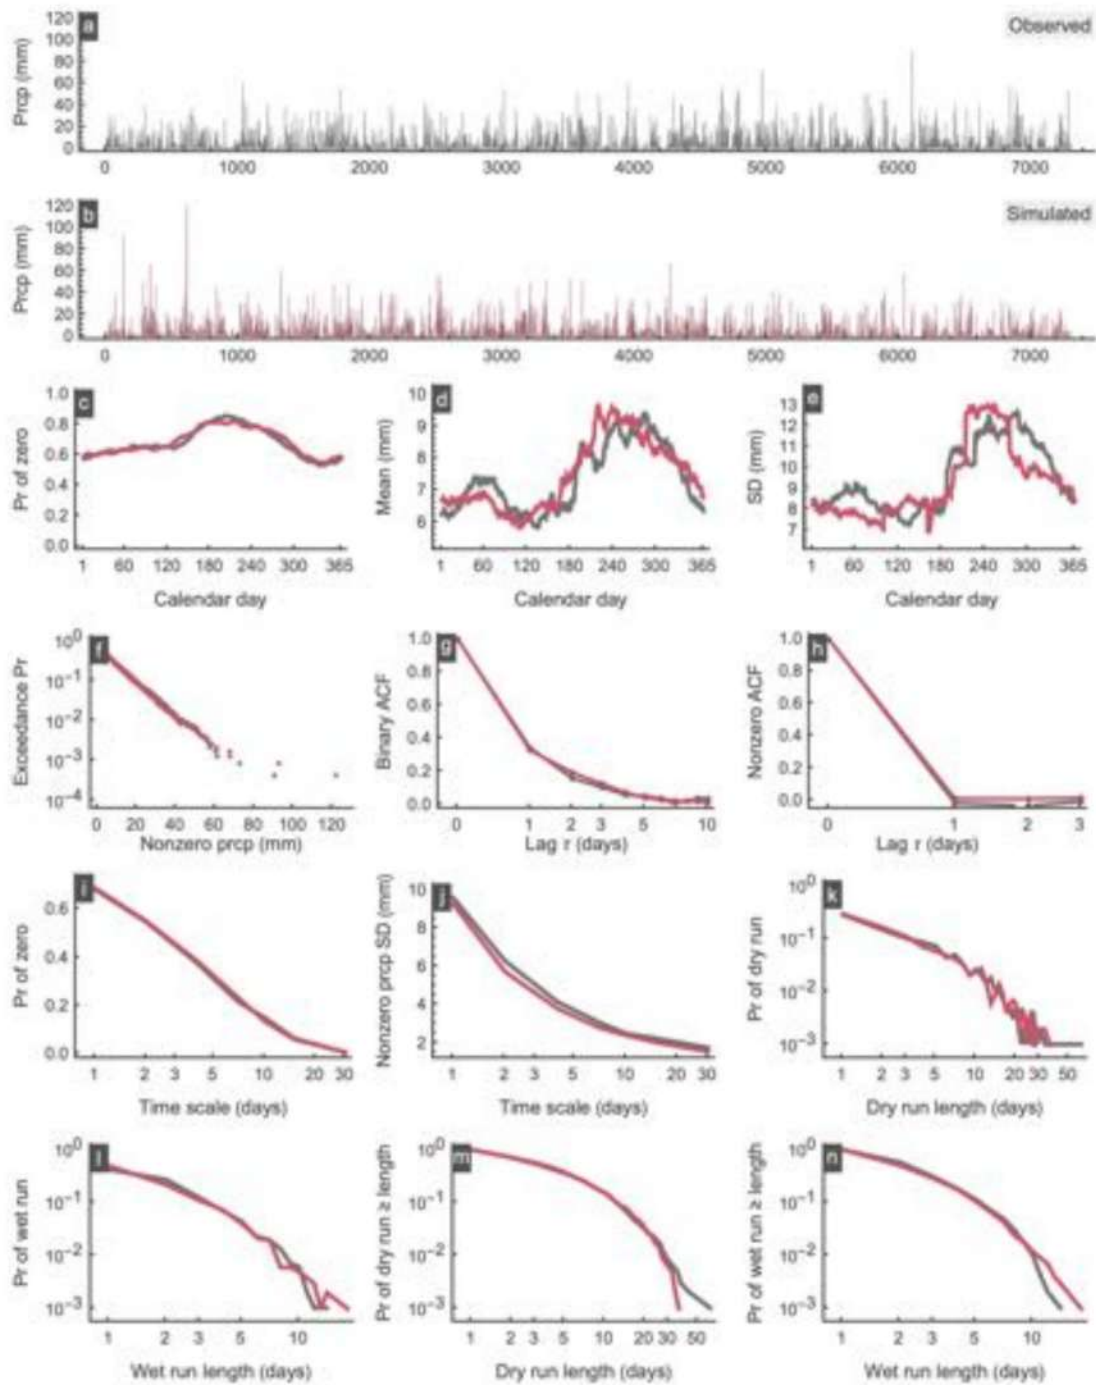 a
Observed
Prcp (mm)
120
100
80
60
40
20
0
0 1000 2000 3000 4000 5000 6000 7000
b
Simulated
Prcp (mm)
120
100
80
60
40
20
0
0 1000 2000 3000 4000 5000 6000 7000
c
Pr of zero
1.0
0.8
0.6
0.4
0.2
0.0
1 60 120 180 240 300 365
Calendar day
d
Mean (mm)
10
9
8
7
6
1 60 120 180 240 300 365
Calendar day
e
SD (mm)
13
12
11
10
9
8
7
1 60 120 180 240 300 365
Calendar day
f
Exceedance Pr
10⁰
10⁻¹
10⁻²
10⁻³
10⁻⁴
0 20 40 60 80 100 120
Nonzero prcp (mm)
g
Binary ACF
1.0
0.8
0.6
0.4
0.2
0.0
0 1 2 3 5 10
Lag τ (days)
h
Nonzero ACF
1.0
0.8
0.6
0.4
0.2
0.0
0 1 2 3
Lag τ (days)
i
Pr of zero
0.6
0.4
0.2
0.0
1 2 3 5 10 20 30
Time scale (days)
j
Nonzero prcp SD (mm)
10
8
6
4
2
1 2 3 5 10 20 30
Time scale (days)
k
Pr of dry run
10⁰
10⁻¹
10⁻²
10⁻³
1 2 3 5 10 20 30 50
Dry run length (days)
l
Pr of wet run
10⁰
10⁻¹
10⁻²
10⁻³
1 2 3 5 10
Wet run length (days)
m
Pr of dry run ≥ length
10⁰
10⁻¹
10⁻²
10⁻³
1 2 3 5 10 20 30 50
Dry run length (days)
n
Pr of wet run ≥ length
10⁰
10⁻¹
10⁻²
10⁻³
1 2 3 5 10
Wet run length (days)